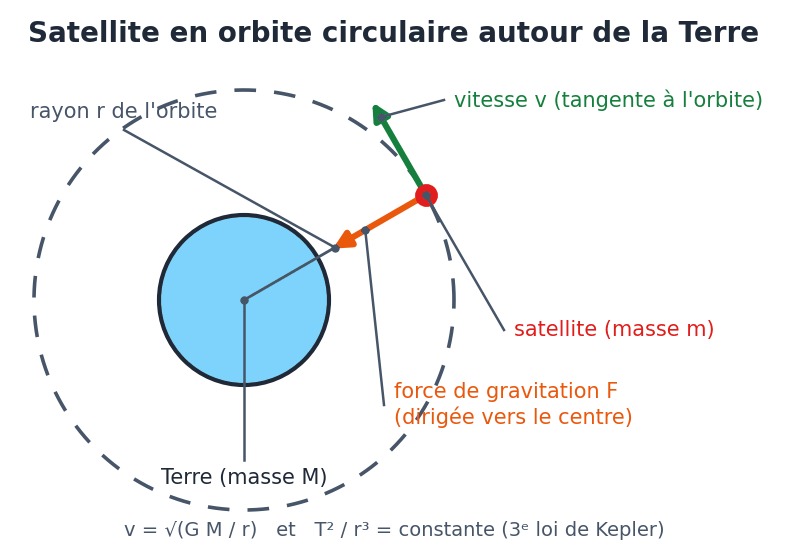 Satellite en orbite circulaire autour de la Terre
rayon r de l'orbite
vitesse v (tangente à l'orbite)
satellite (masse m)
force de gravitation F
(dirigée vers le centre)
Terre (masse M)
v = √(G M / r)   et   T² / r³ = constante (3ᵉ loi de Kepler)